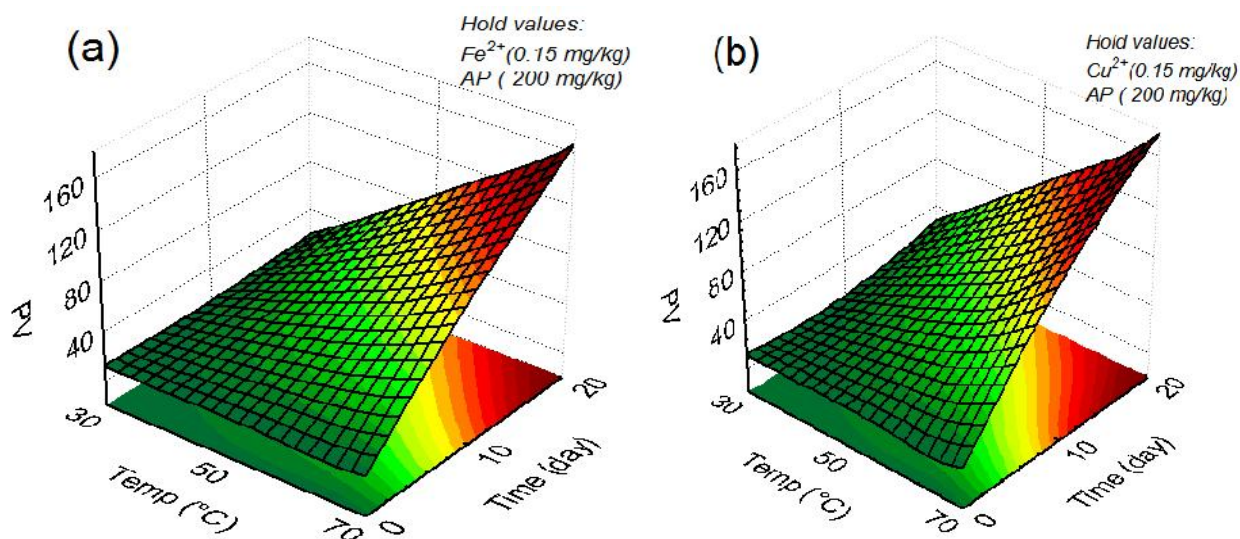 (a)
Hold values:
Fe²⁺(0.15 mg/kg)
AP ( 200 mg/kg)
160
120
80
40
PV
30
50
70
Temp (°C)
0
10
20
Time (day)
(b)
Hold values:
Cu²⁺(0.15 mg/kg)
AP ( 200 mg/kg)
160
120
80
40
PV
30
50
70
Temp (°C)
0
10
20
Time (day)